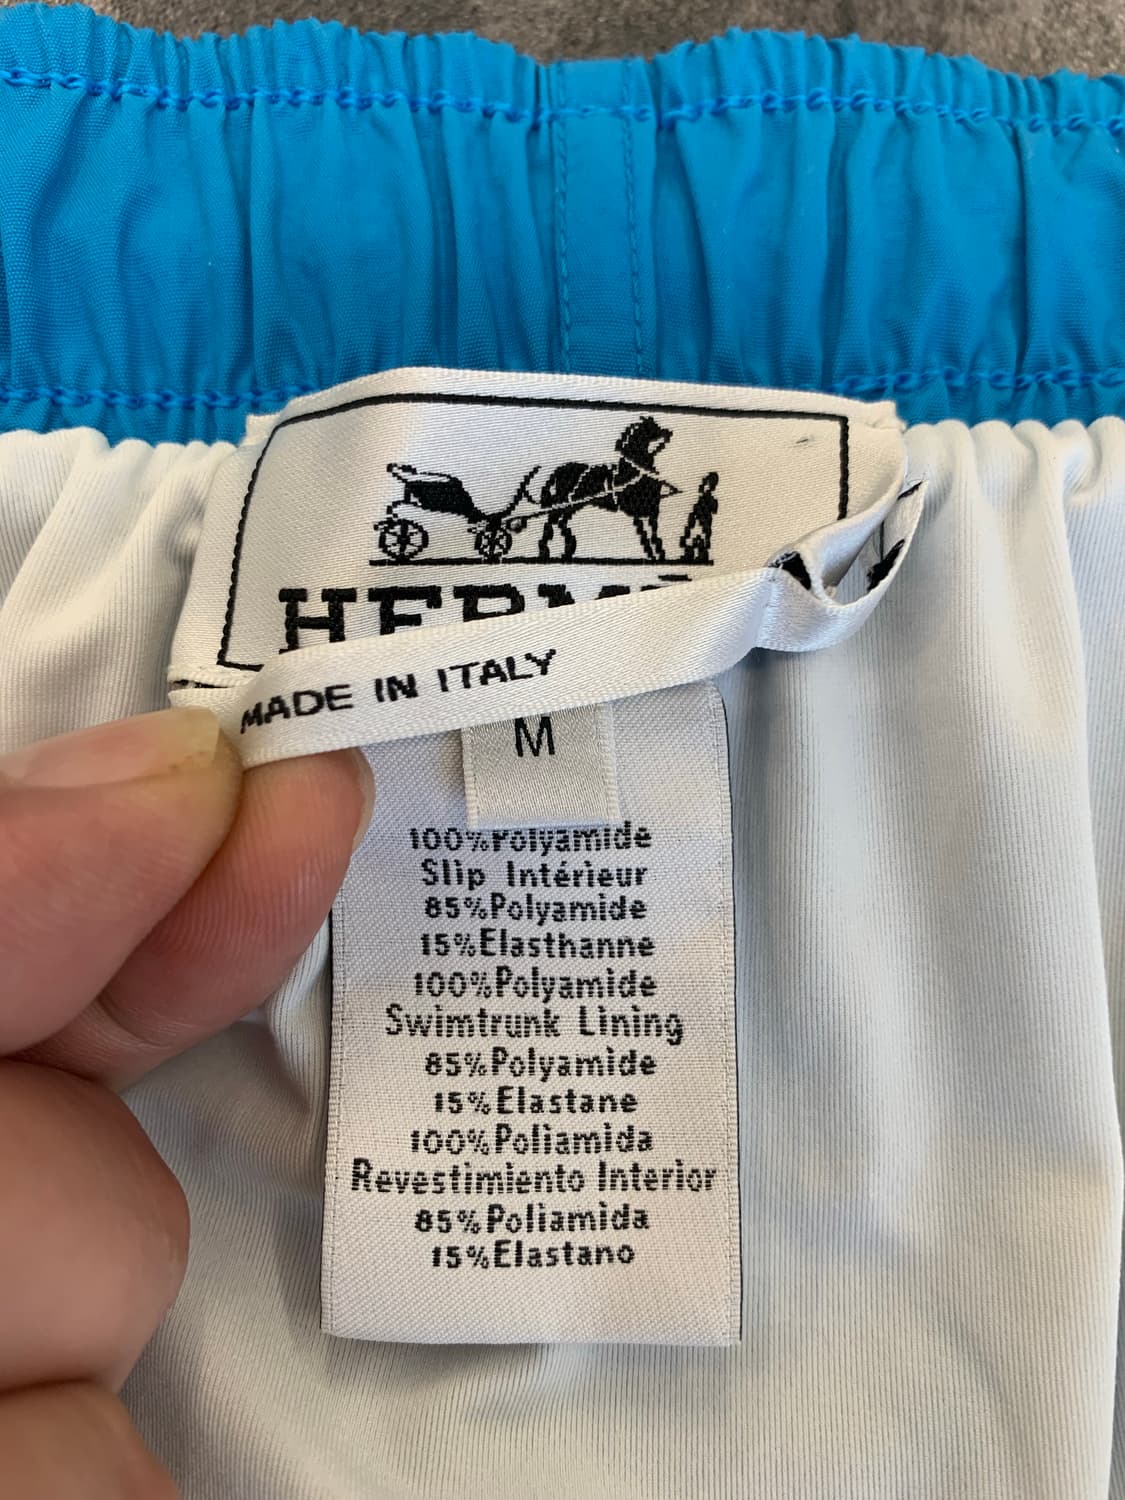 HERMÈS
MADE IN ITALY
M
100%Polyamide
Slip Intérieur
85%Polyamide
15%Elasthanne
100%Polyamide
Swimtrunk Lining
85%Polyamide
15%Elastane
100%Poliamida
Revestimiento Interior
85%Poliamida
15%Elastano